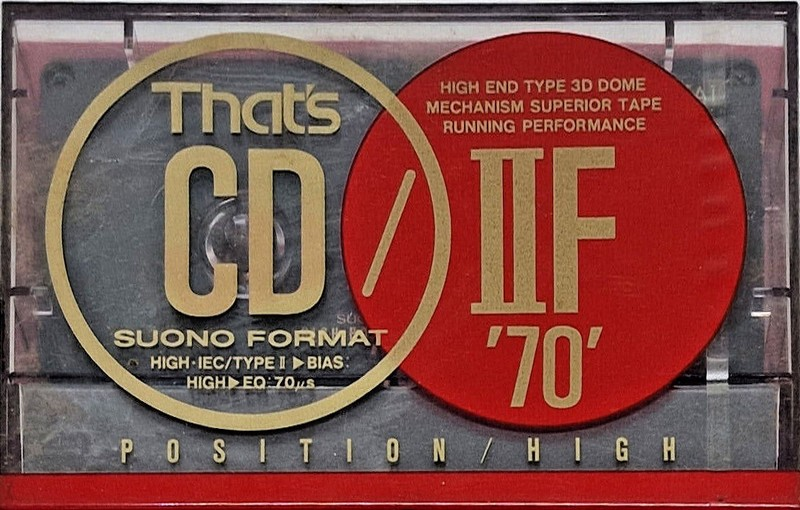 That's
CD/IIF
SUONO FORMAT
HIGH·IEC/TYPE II ▶BIAS:
HIGH▶EQ:70μs
HIGH END TYPE 3D DOME
MECHANISM SUPERIOR TAPE
RUNNING PERFORMANCE
'70'
POSITION/HIGH